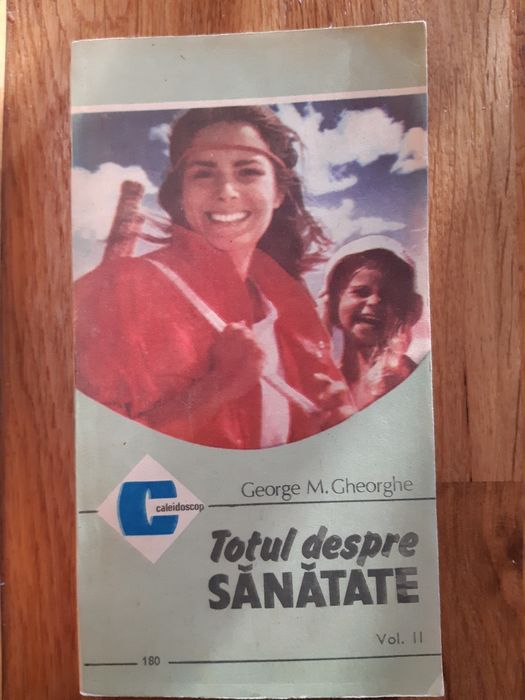 George M. Gheorghe
caleidoscop
Totul despre
SĂNĂTATE
Vol. II
180